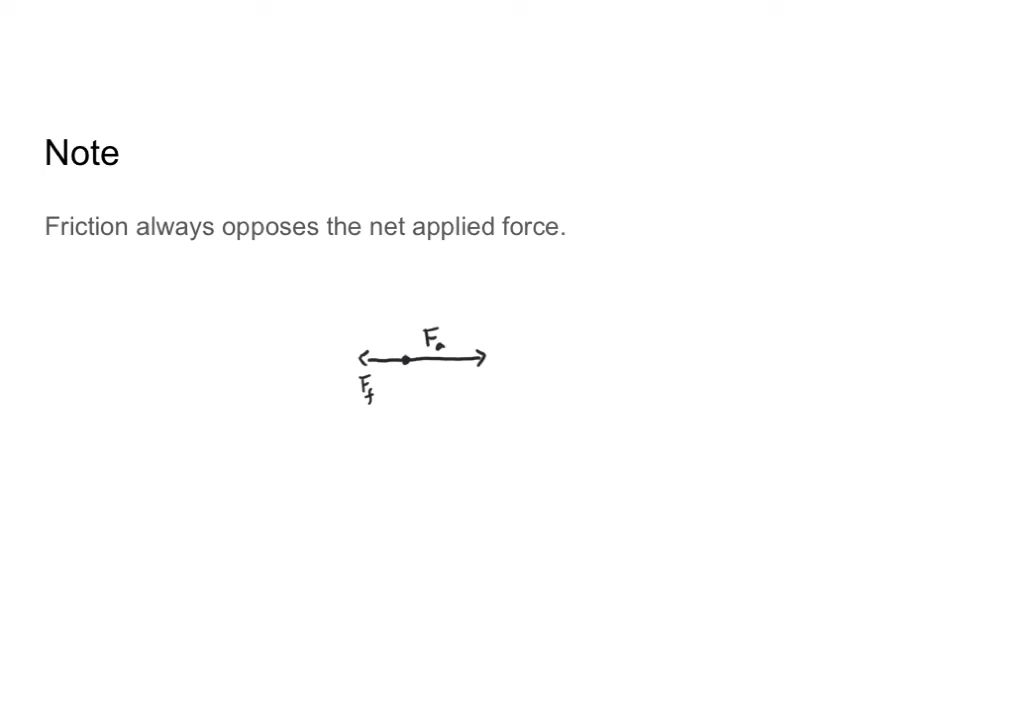 Note
Friction always opposes the net applied force.
Fa
Ff